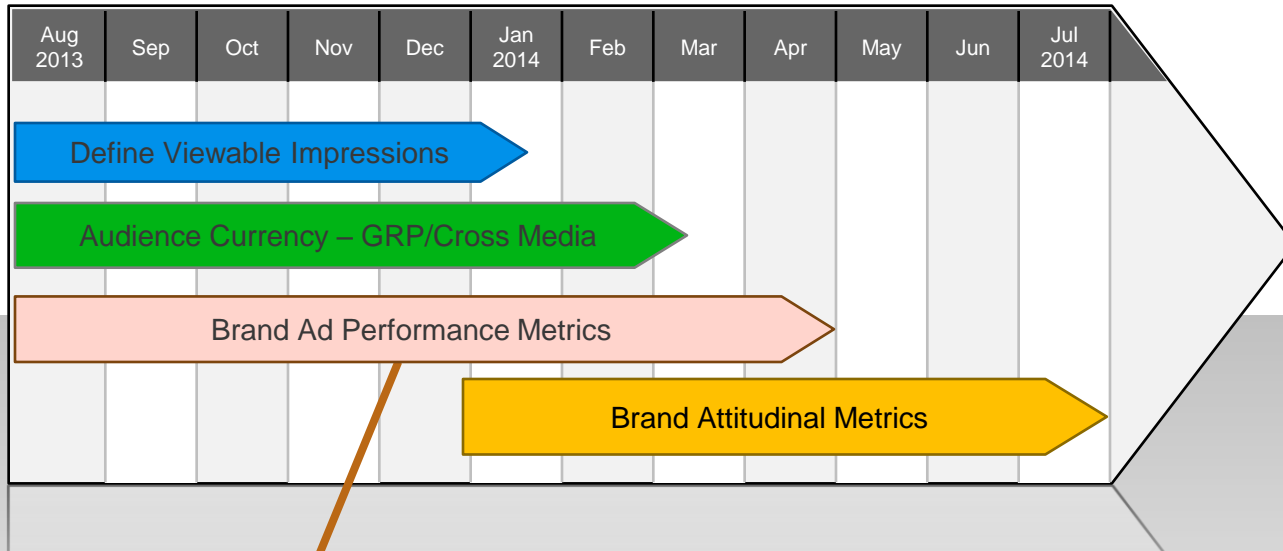 Aug
2013
Sep
Oct
Nov
Dec
Jan
2014
Feb
Mar
Apr
May
Jun
Jul
2014
Define Viewable Impressions
Audience Currency – GRP/Cross Media
Brand Ad Performance Metrics
Brand Attitudinal Metrics